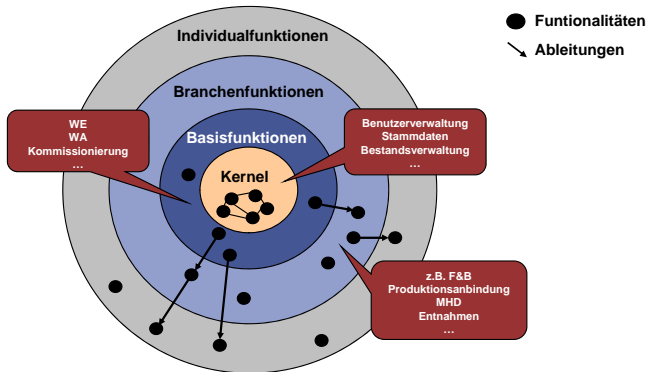 Individualfunktionen
Branchenfunktionen
Basisfunktionen
Kernel
WE
WA
Kommissionierung
…
Benutzerverwaltung
Stammdaten
Bestandsverwaltung
…
z.B. F&B
Produktionsanbindung
MHD
Entnahmen
…
Funtionalitäten
Ableitungen